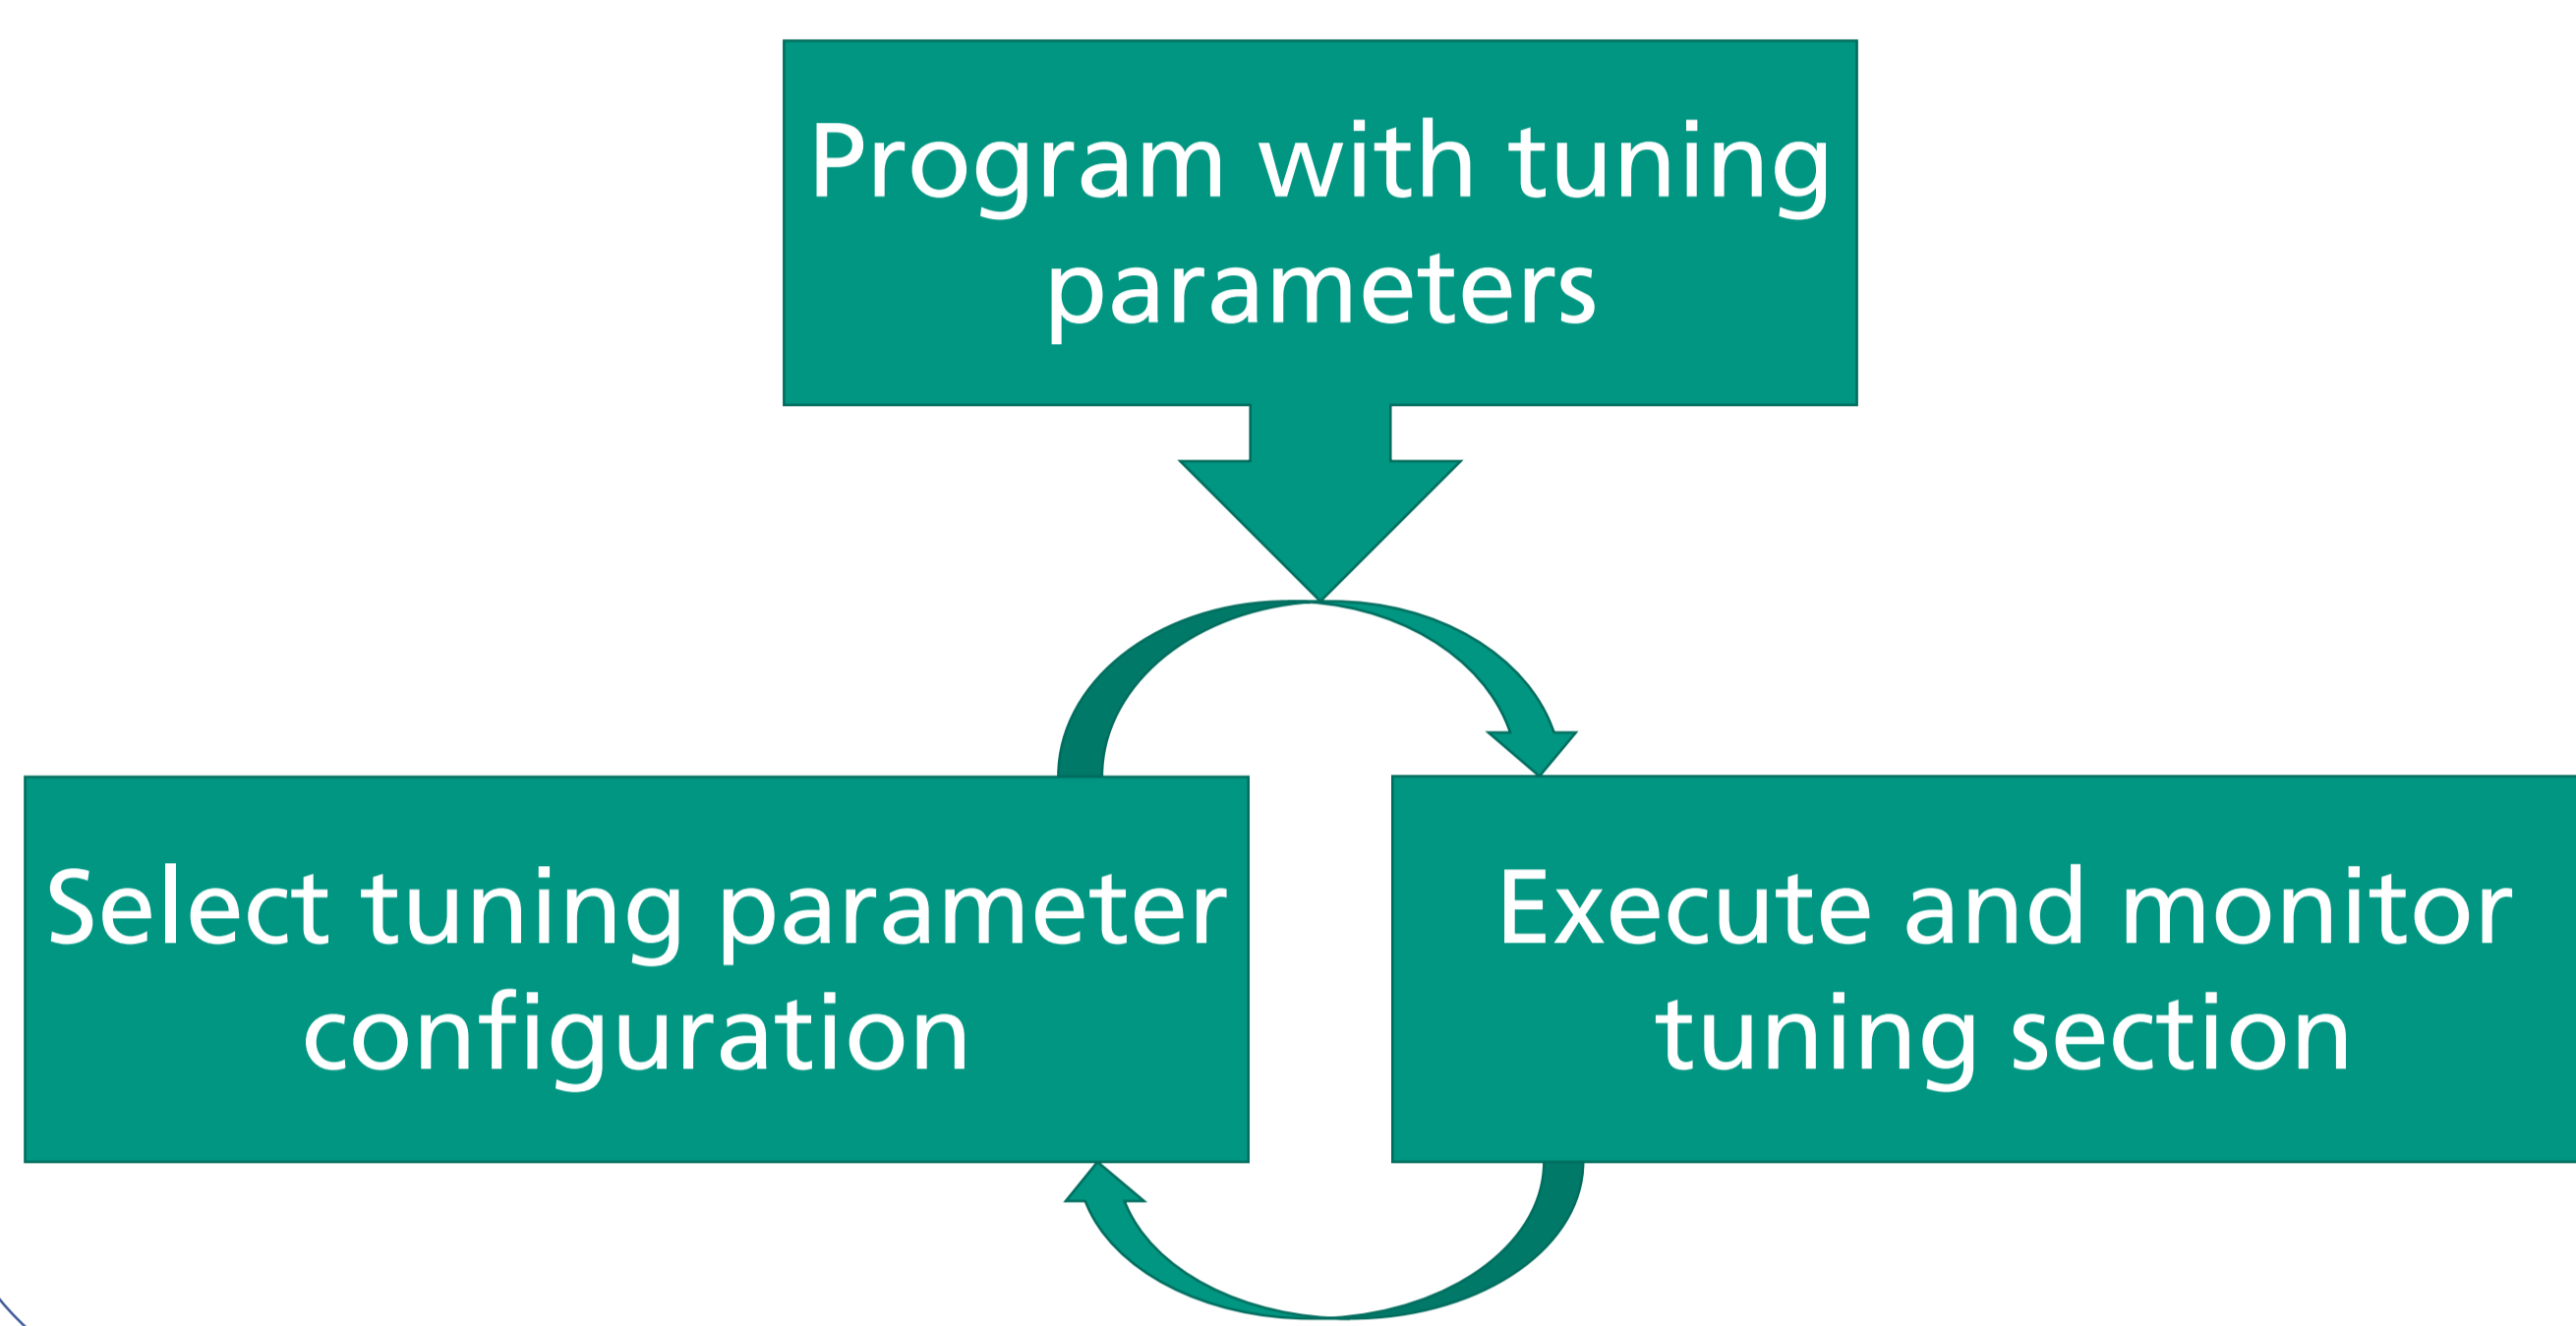 Program with tuning
parameters
Select tuning parameter
configuration
Execute and monitor
tuning section